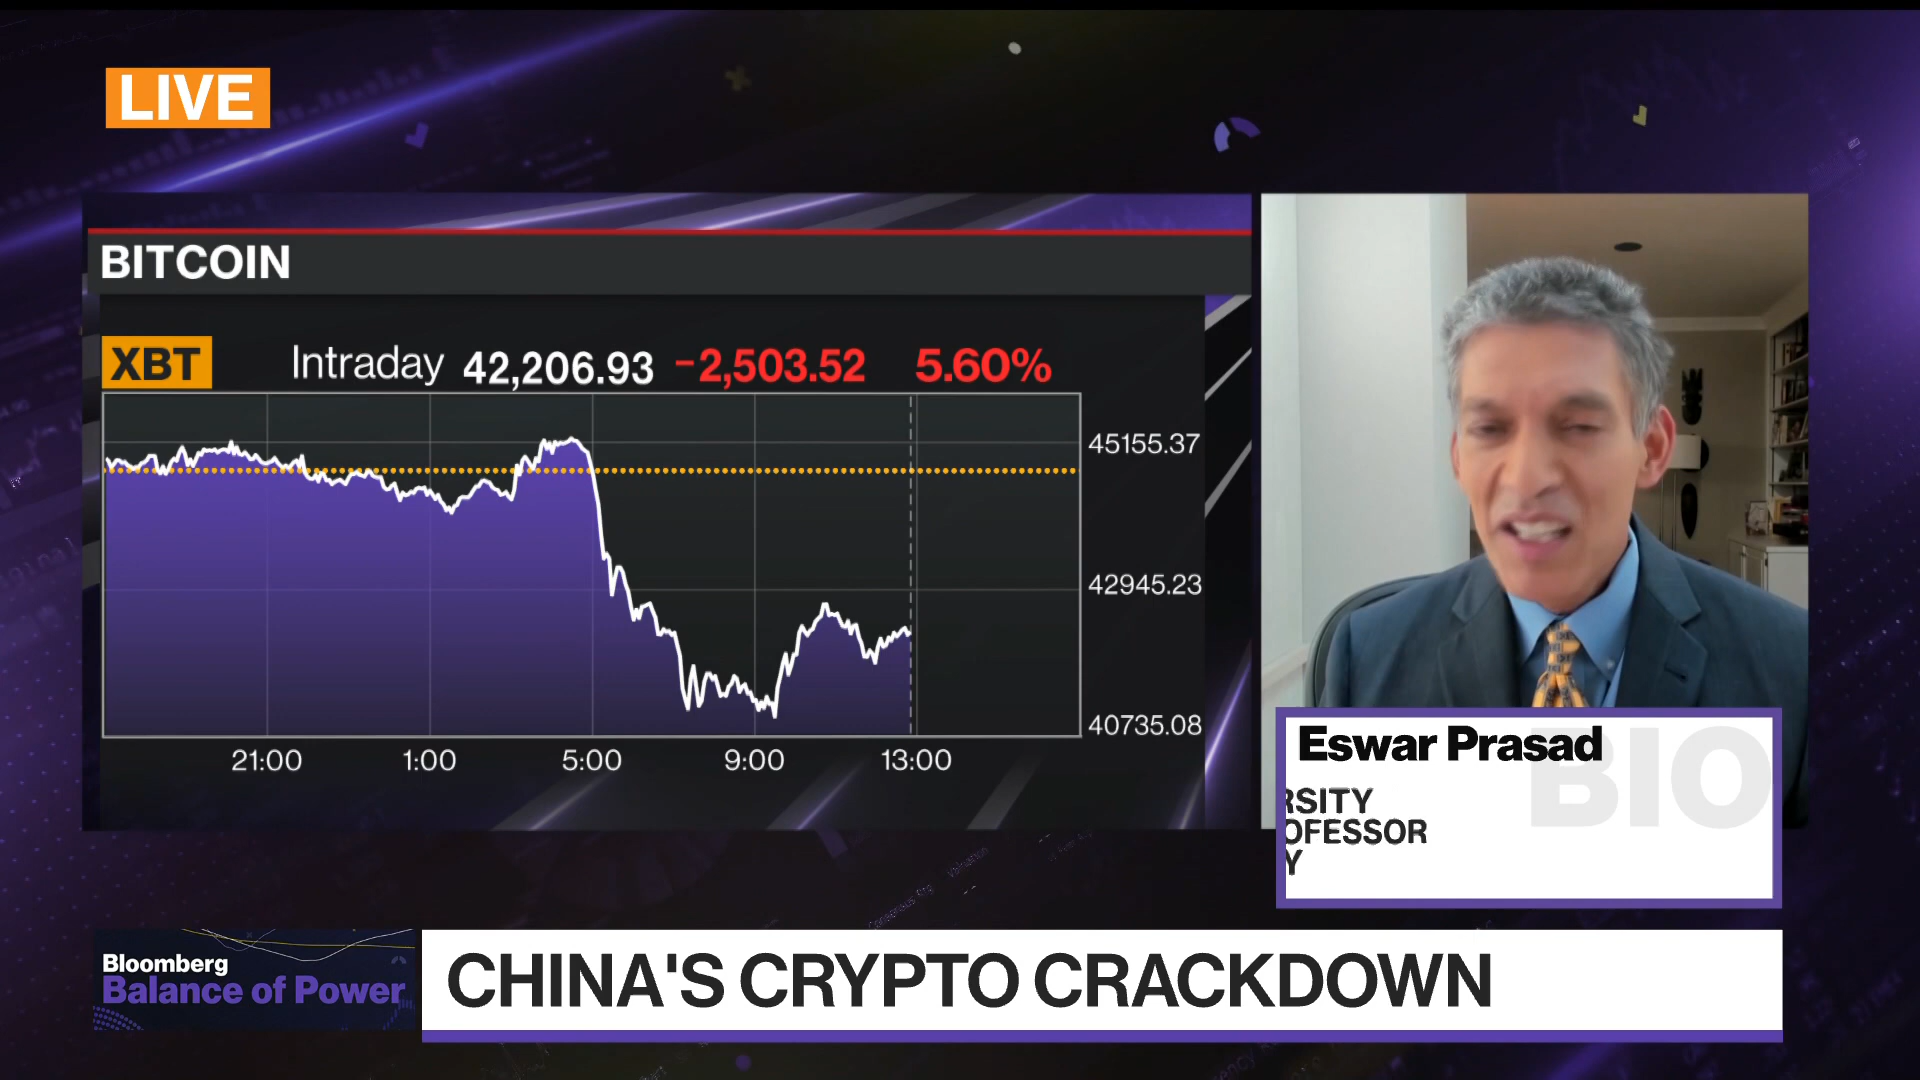 LIVE
BITCOIN
XBT Intraday 42,206.93 -2,503.52 5.60%
45155.37
42945.23
40735.08
21:00 1:00 5:00 9:00 13:00
Eswar Prasad
BIO
RSITY
OFESSOR
Y
Bloomberg
Balance of Power
CHINA'S CRYPTO CRACKDOWN